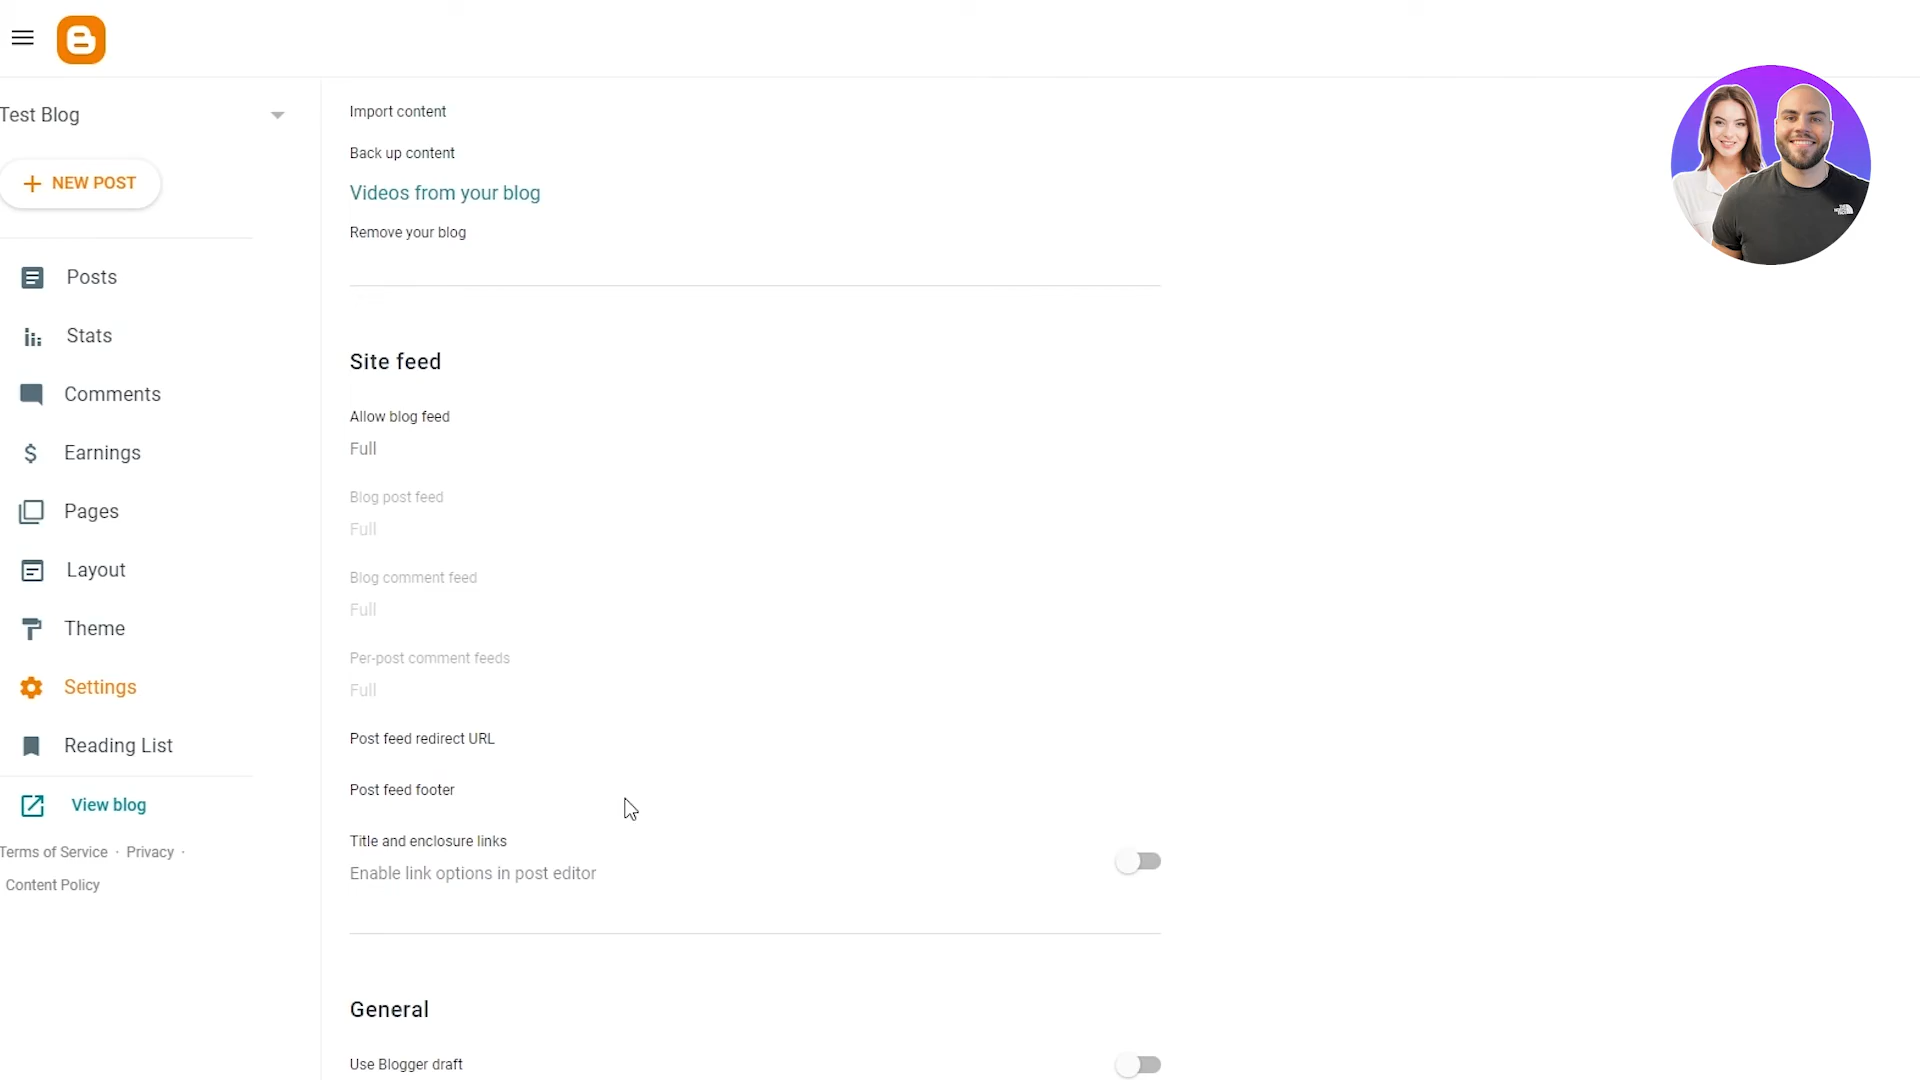 Test Blog
NEW POST
Posts
Stats
Comments
Earnings
Pages
Layout
Theme
Settings
Reading List
View blog
Terms of Service · Privacy ·
Content Policy
Import content
Back up content
Videos from your blog
Remove your blog
Site feed
Allow blog feed
Full
Blog post feed
Full
Blog comment feed
Full
Per-post comment feeds
Full
Post feed redirect URL
Post feed footer
Title and enclosure links
Enable link options in post editor
General
Use Blogger draft